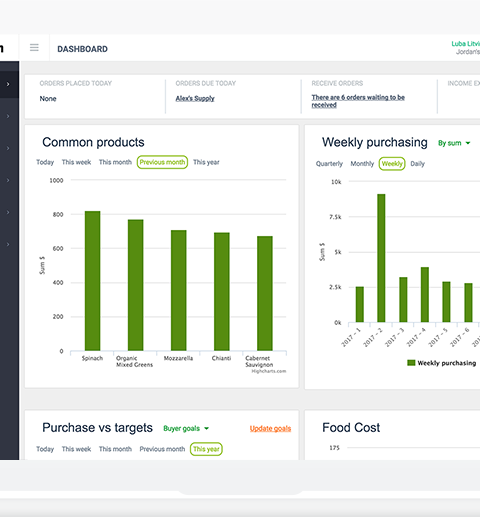 DASHBOARD
Luba Litvi
Jordan's
ORDERS PLACED TODAY
None
ORDERS DUE TODAY
Alex's Supply
RECEIVE ORDERS
There are 6 orders waiting to be
received
INCOME EX
Common products
Today This week This month Previous month This year
1000
800
600
400
200
0
Sum $
Spinach
Organic
Mixed Greens
Mozzarella
Chianti
Cabernet
Sauvignon
Highcharts.com
Weekly purchasing By sum
Quarterly Monthly Weekly Daily
10k
7.5k
5k
2.5k
0k
Sum $
2017 - 1
2017 - 2
2017 - 3
2017 - 4
2017 - 5
2017 - 6
Weekly purchasing
Purchase vs targets Buyer goals Update goals
Today This week This month Previous month This year
Food Cost
175